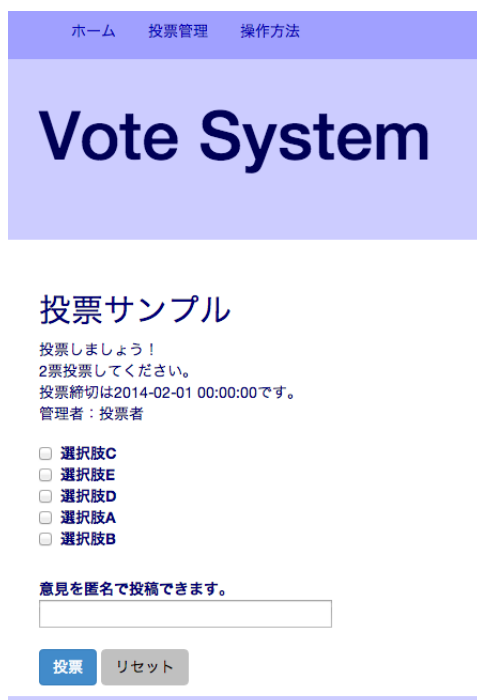 ホーム 投票管理 操作方法
Vote System
投票サンプル
投票しましょう！
2票投票してください。
投票締切は2014-02-01 00:00:00です。
管理者：投票者
選択肢C
選択肢E
選択肢D
選択肢A
選択肢B
意見を匿名で投稿できます。
投票 リセット